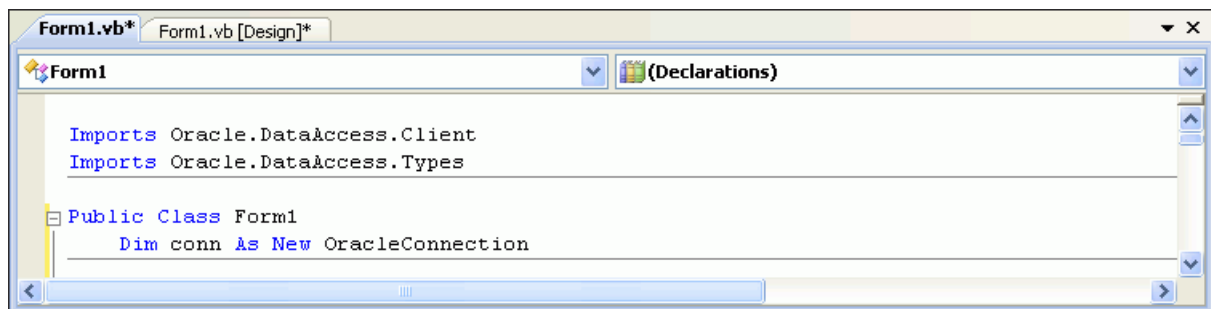 Form1.vb* Form1.vb [Design]*
Form1 (Declarations)
Imports Oracle.DataAccess.Client
Imports Oracle.DataAccess.Types
Public Class Form1
Dim conn As New OracleConnection